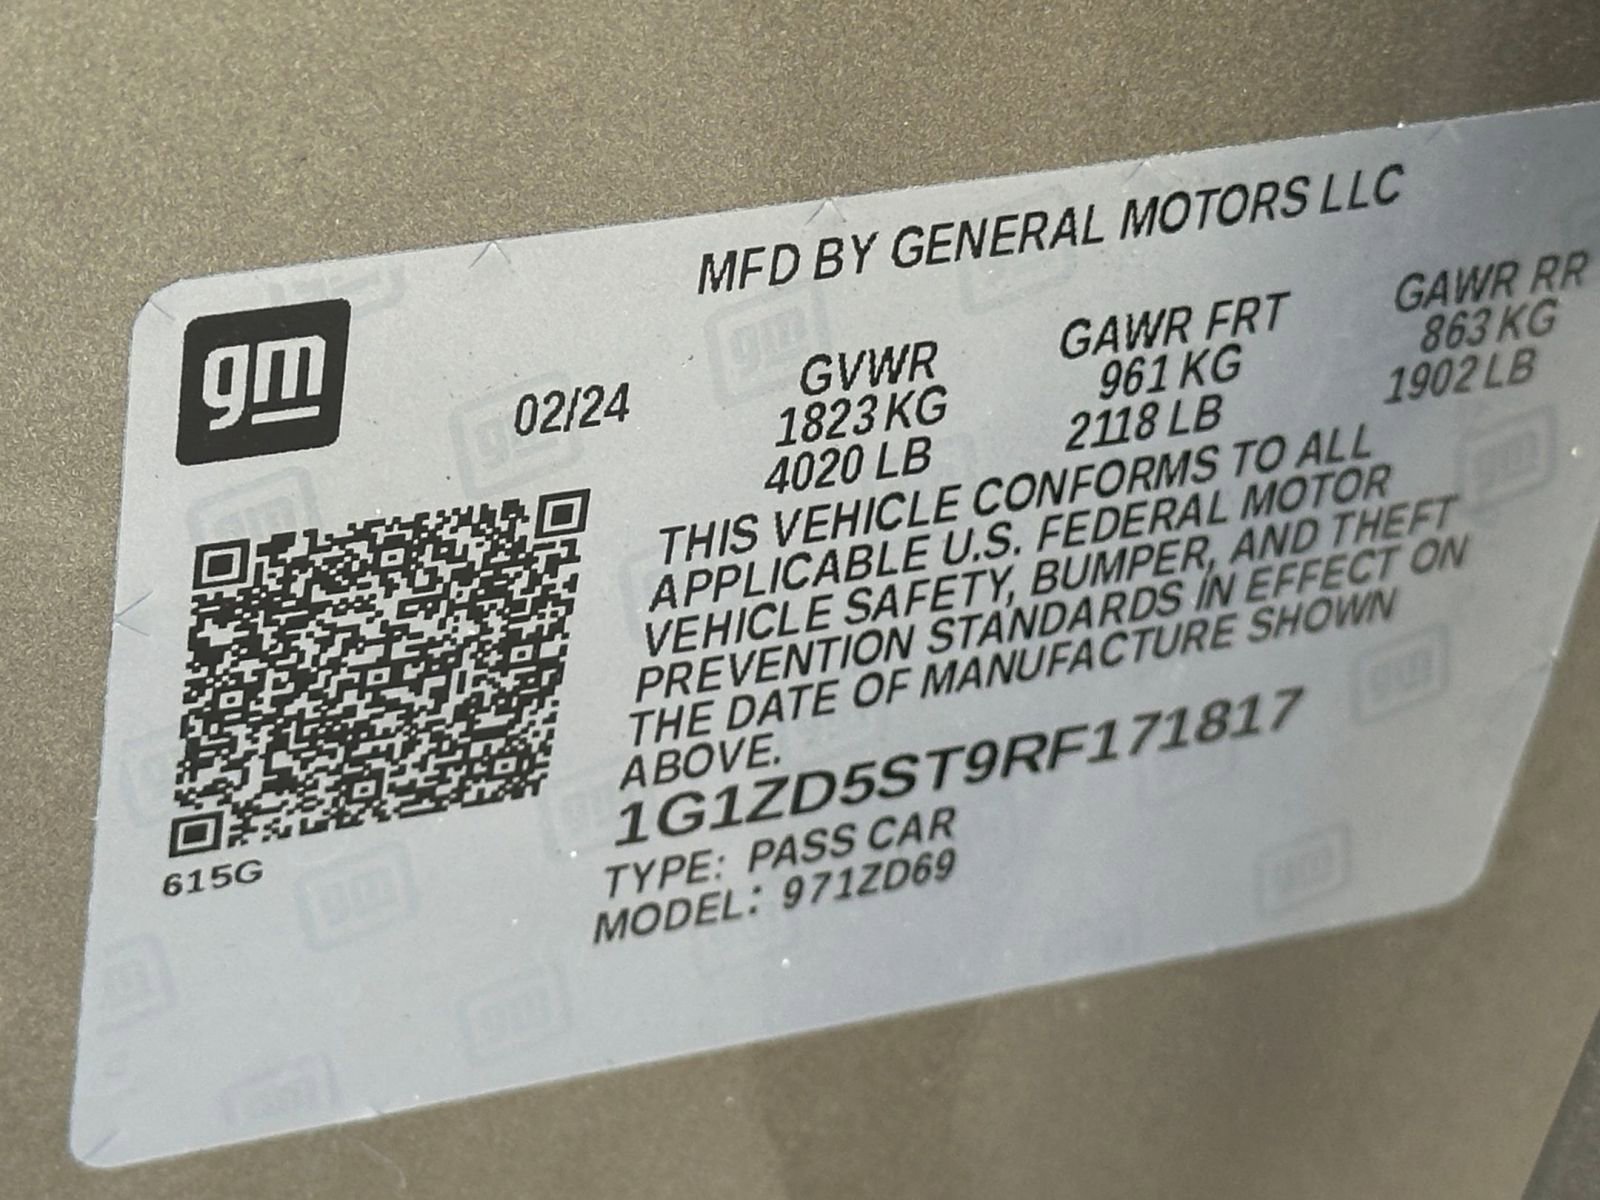 MFD BY GENERAL MOTORS LLC
gm
02/24
GVWR
1823 KG
4020 LB
GAWR FRT
961 KG
2118 LB
GAWR RR
863 KG
1902 LB
THIS VEHICLE CONFORMS TO ALL
APPLICABLE U.S. FEDERAL MOTOR
VEHICLE SAFETY, BUMPER, AND THEFT
PREVENTION STANDARDS IN EFFECT ON
THE DATE OF MANUFACTURE SHOWN
ABOVE.
1G1ZD5ST9RF171817
TYPE: PASS CAR
MODEL: 971ZD69
615G